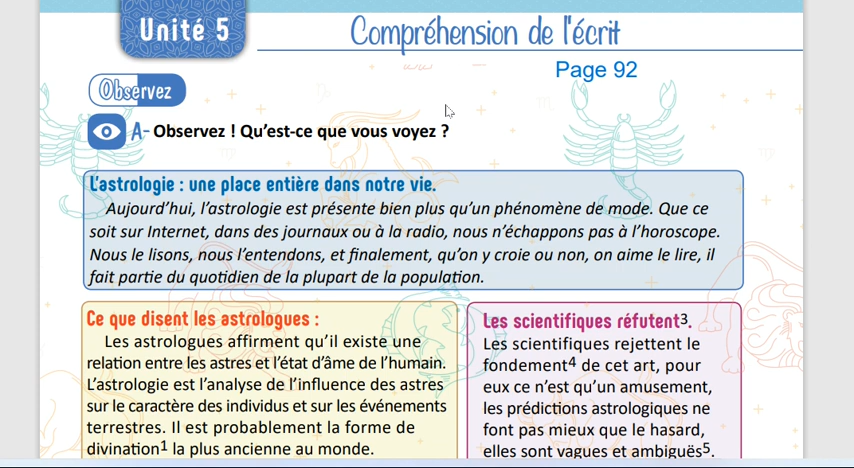 Unité 5
Compréhension de l'écrit
Page 92
Observez
A- Observez ! Qu'est-ce que vous voyez ?
L'astrologie : une place entière dans notre vie.
Aujourd'hui, l'astrologie est présente bien plus qu'un phénomène de mode. Que ce
soit sur Internet, dans des journaux ou à la radio, nous n'échappons pas à l'horoscope.
Nous le lisons, nous l'entendons, et finalement, qu'on y croie ou non, on aime le lire, il
fait partie du quotidien de la plupart de la population.
Ce que disent les astrologues :
Les astrologues affirment qu'il existe une
relation entre les astres et l'état d'âme de l'humain.
L'astrologie est l'analyse de l'influence des astres
sur le caractère des individus et sur les événements
terrestres. Il est probablement la forme de
divination1 la plus ancienne au monde.
Les scientifiques réfutent3.
Les scientifiques rejettent le
fondement4 de cet art, pour
eux ce n'est qu'un amusement,
les prédictions astrologiques ne
font pas mieux que le hasard,
elles sont vagues et ambiguës5.